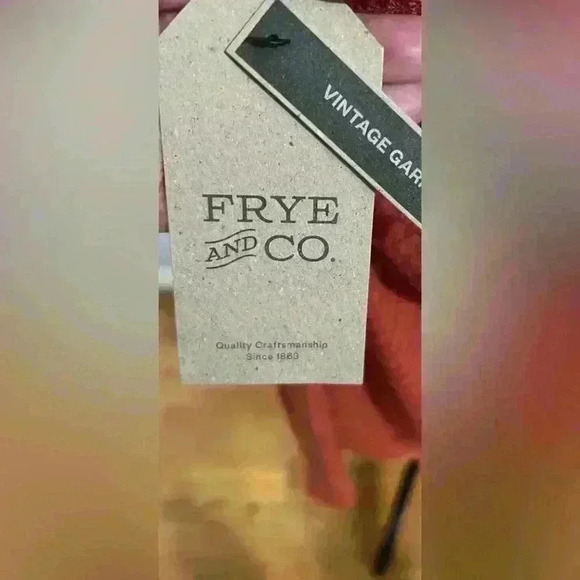 VINTAGE GAR
FRYE
AND CO.
Quality Craftsmanship
Since 1863